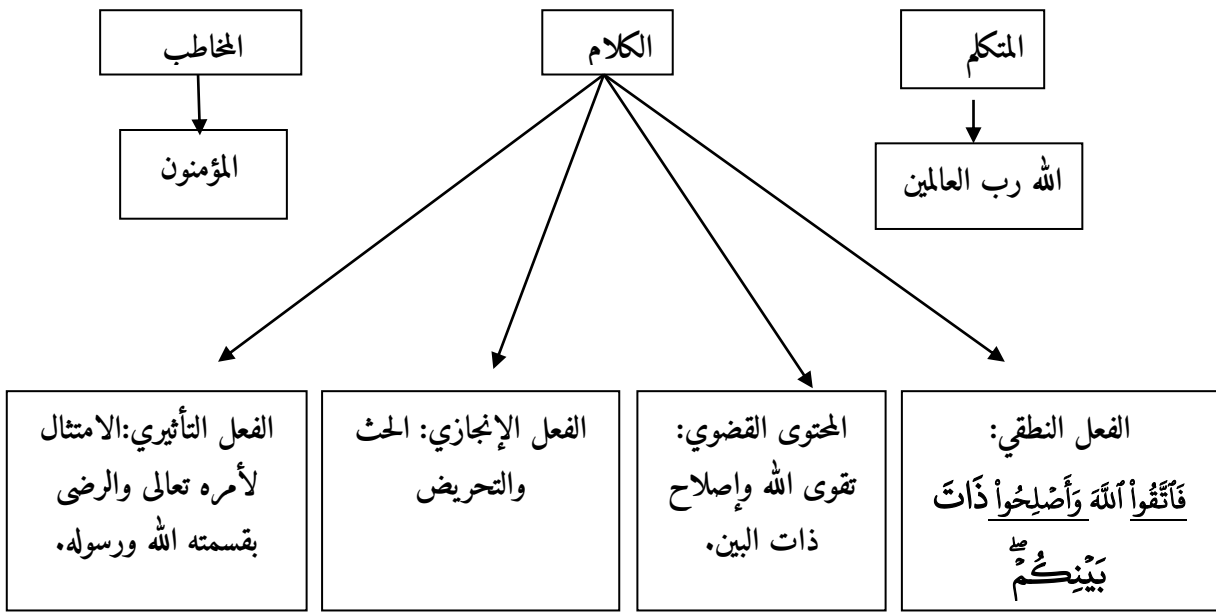 المتكلم
الكلام
المخاطب
الله رب العالمين
المؤمنون
الفعل النطقي:
فَٱتَّقُواْ ٱللَّهَ وَأَصۡلِحُواْ ذَاتَ
بَيۡنِكُمۡۖ
المحتوى القضوي:
تقوى الله وإصلاح
ذات البين.
الفعل الإنجازي: الحث
والتحريض
الفعل التأثيري:الامتثال
لأمره تعالى والرضى
بقسمته الله ورسوله.